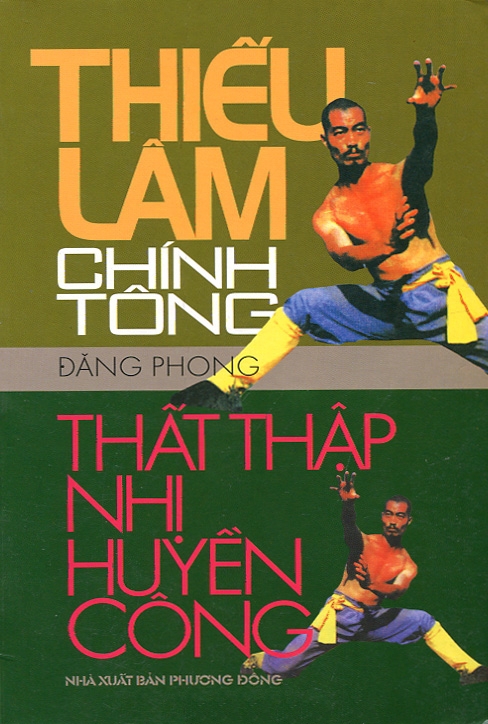 THIẾU
LÂM
CHÍNH
TÔNG
ĐĂNG PHONG
THẤT THẬP
NHỊ
HUYỀN
CÔNG
NHÀ XUẤT BẢN PHƯƠNG ĐÔNG